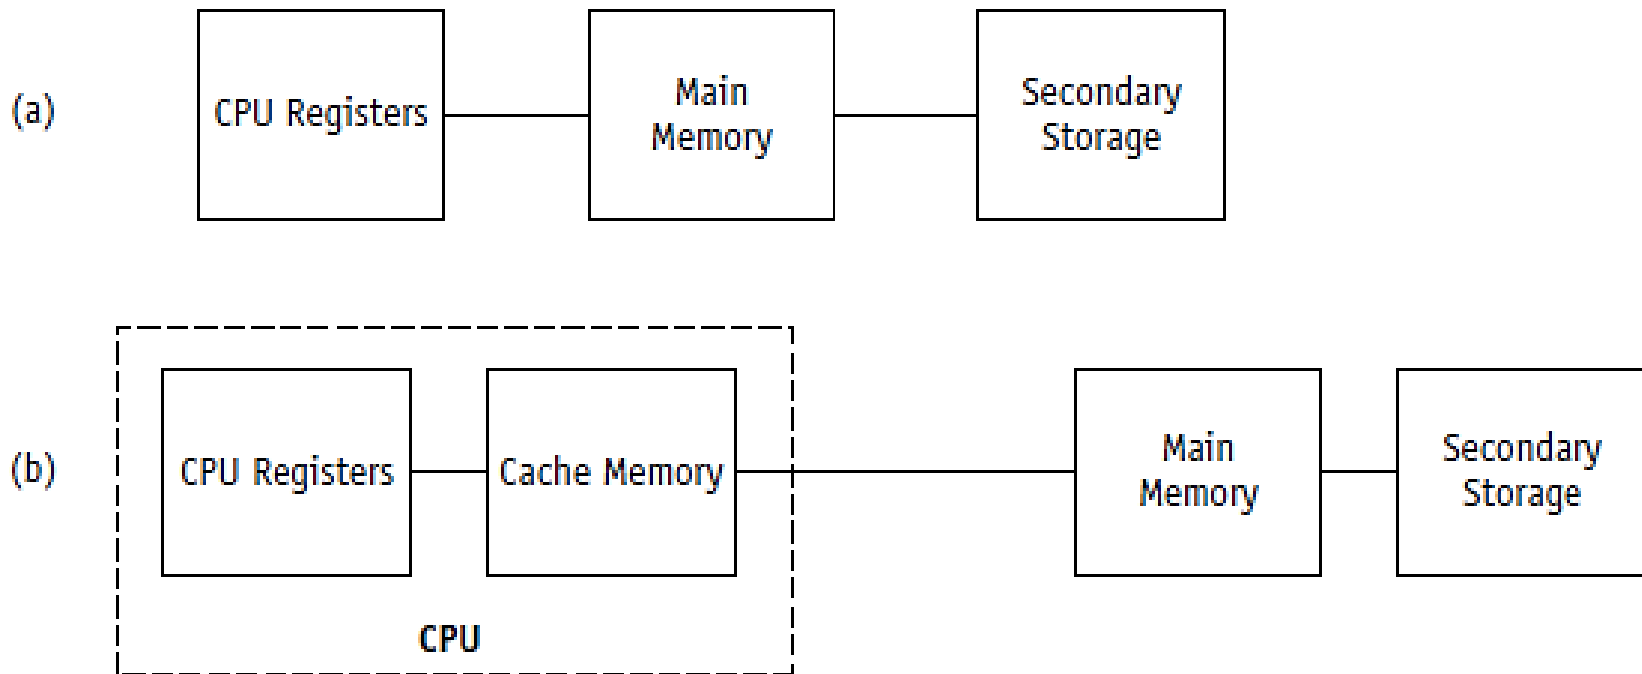 (a)
CPU Registers
Main
Memory
Secondary
Storage
(b)
CPU Registers
Cache Memory
Main
Memory
Secondary
Storage
CPU